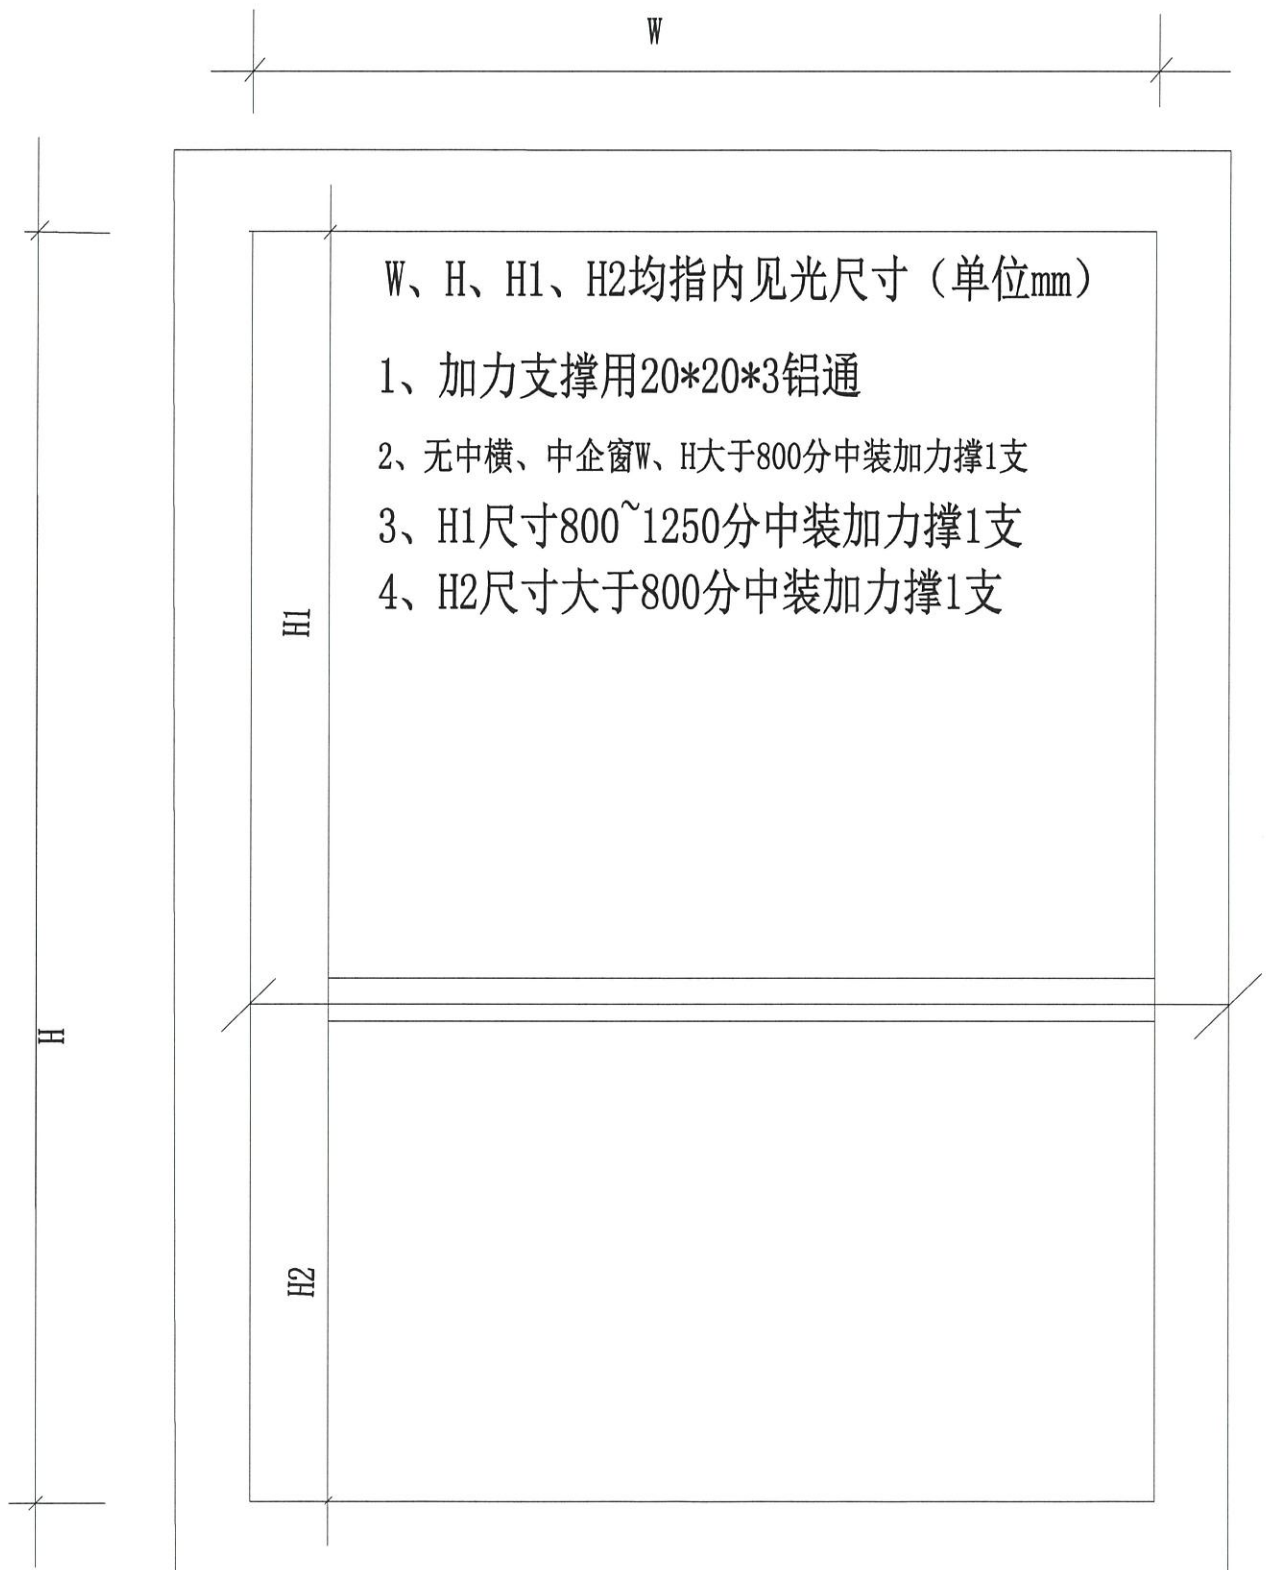 W
W、H、H1、H2均指内见光尺寸（单位mm）
1、加力支撑用20*20*3铝通
2、无中横、中企窗W、H大于800分中装加力撑1支
3、H1尺寸800~1250分中装加力撑1支
4、H2尺寸大于800分中装加力撑1支
H1
H
H2